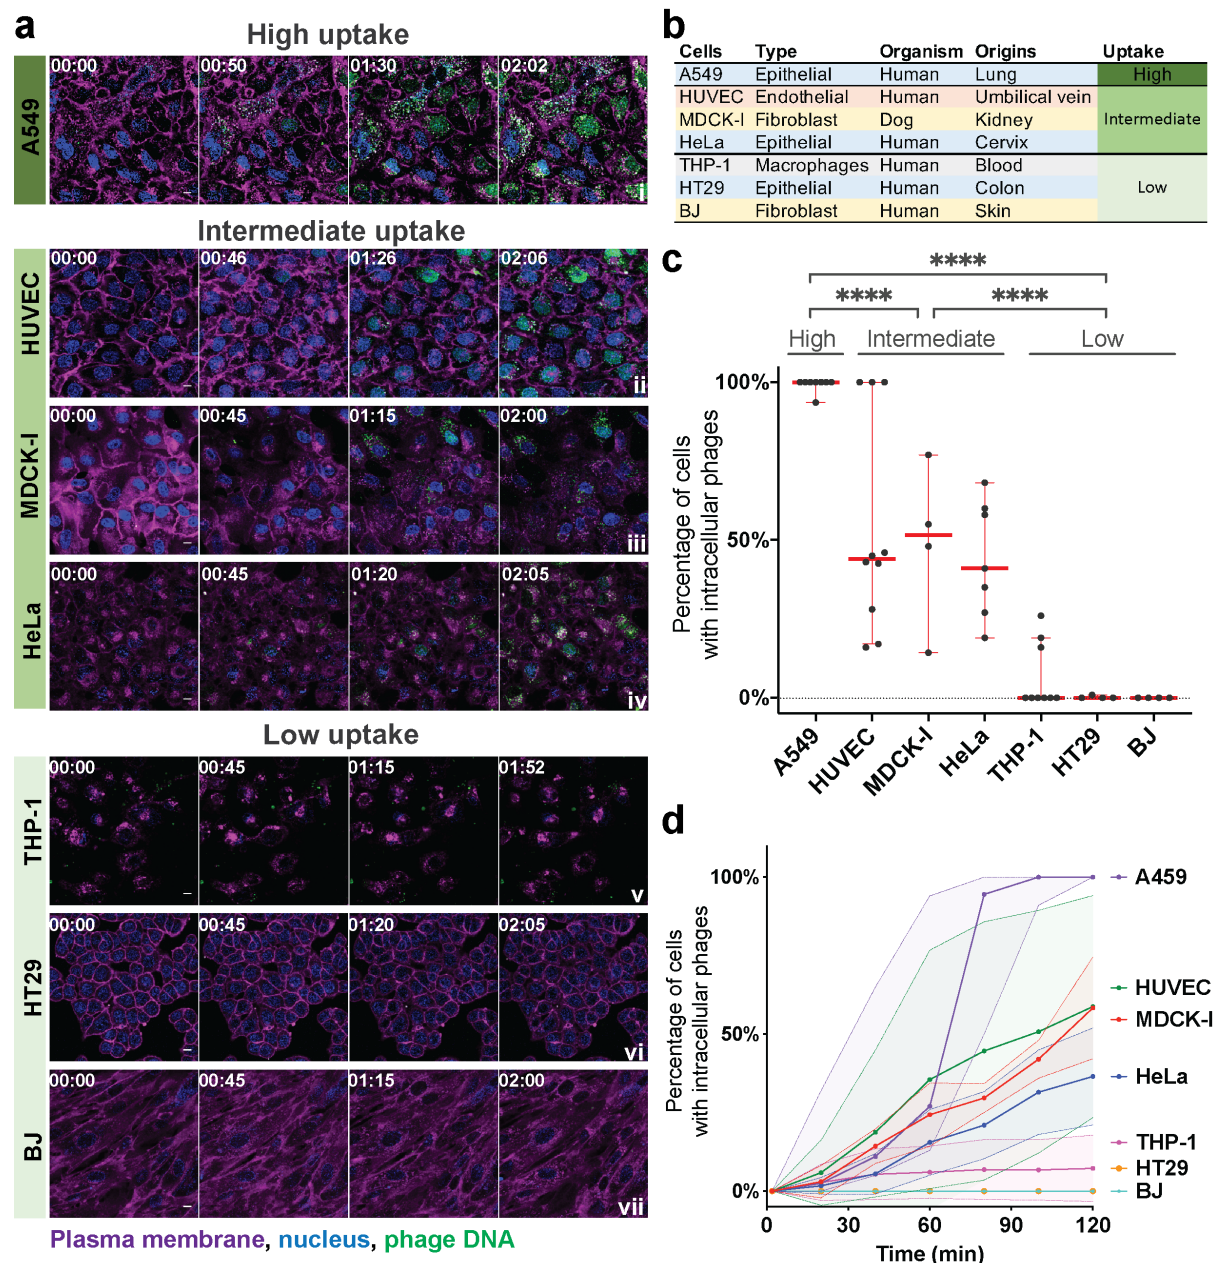 a
High uptake
A549
00:00 00:50 01:30 02:02
i
Intermediate uptake
HUVEC
00:00 00:46 01:26 02:06
ii
MDCK-I
00:00 00:45 01:15 02:00
iii
HeLa
00:00 00:45 01:20 02:05
iv
Low uptake
THP-1
00:00 00:45 01:15 01:52
v
HT29
00:00 00:45 01:20 02:05
vi
BJ
00:00 00:45 01:15 02:00
vii
Plasma membrane, nucleus, phage DNA
b
Cells Type Organism Origins Uptake
A549 Epithelial Human Lung High
HUVEC Endothelial Human Umbilical vein
MDCK-I Fibroblast Dog Kidney Intermediate
HeLa Epithelial Human Cervix
THP-1 Macrophages Human Blood
HT29 Epithelial Human Colon Low
BJ Fibroblast Human Skin
c
****
**** ****
High Intermediate Low
Percentage of cells
with intracellular phages
100%
50%
0%
A549 HUVEC MDCK-I HeLa THP-1 HT29 BJ
d
Percentage of cells
with intracellular phages
100%
50%
0%
A459
HUVEC
MDCK-I
HeLa
THP-1
HT29
BJ
0 30 60 90 120
Time (min)